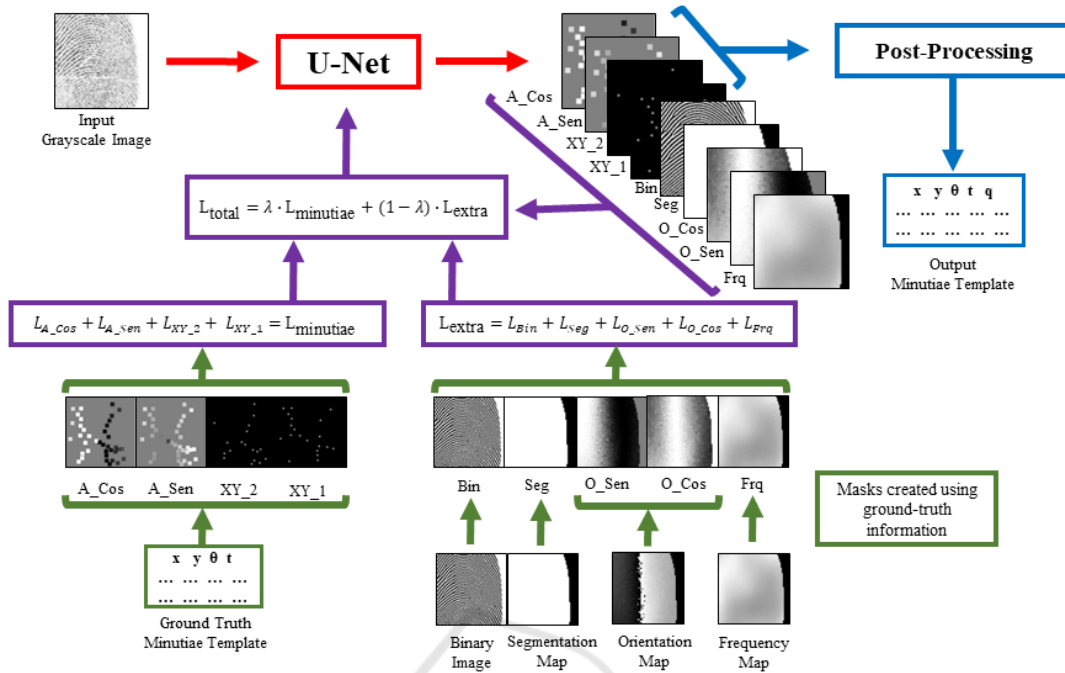 U-Net
Post-Processing
Input
Grayscale Image
A_Cos
A_Sen
XY_2
XY_1
Bin
Seg
O_Cos
O_Sen
Frq
x y θ t q
... ... ... ... ...
... ... ... ... ...
Output
Minutiae Template
L_total = λ · L_minutiae + (1 − λ) · L_extra
L_A_Cos + L_A_Sen + L_XY_2 + L_XY_1 = L_minutiae
L_extra = L_Bin + L_Seg + L_O_Sen + L_O_Cos + L_Frq
A_Cos A_Sen XY_2 XY_1
Bin Seg O_Sen O_Cos Frq
Masks created using
ground-truth
information
x y θ t
... ... ... ...
... ... ... ...
Ground Truth
Minutiae Template
Binary
Image
Segmentation
Map
Orientation
Map
Frequency
Map